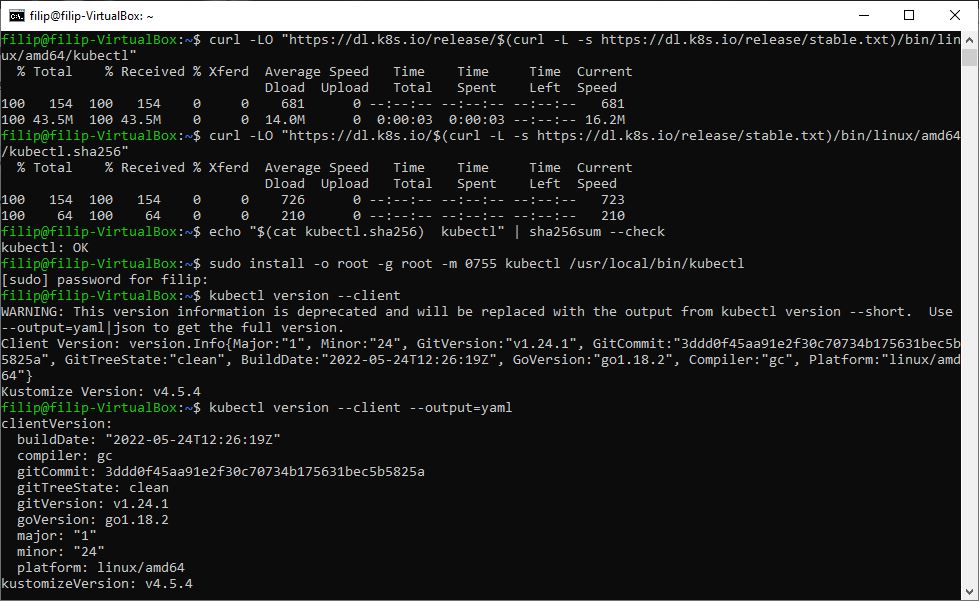 filip@filip-VirtualBox: ~
filip@filip-VirtualBox:~$ curl -LO "https://dl.k8s.io/release/$(curl -L -s https://dl.k8s.io/release/stable.txt)/bin/lin
ux/amd64/kubectl"
  % Total    % Received % Xferd  Average Speed   Time    Time     Time  Current
                                 Dload  Upload   Total   Spent    Left  Speed
100   154  100   154    0     0    681      0 --:--:-- --:--:-- --:--:--   681
100 43.5M  100 43.5M    0     0  14.0M      0  0:00:03  0:00:03 --:--:-- 16.2M
filip@filip-VirtualBox:~$ curl -LO "https://dl.k8s.io/$(curl -L -s https://dl.k8s.io/release/stable.txt)/bin/linux/amd64
/kubectl.sha256"
  % Total    % Received % Xferd  Average Speed   Time    Time     Time  Current
                                 Dload  Upload   Total   Spent    Left  Speed
100   154  100   154    0     0    726      0 --:--:-- --:--:-- --:--:--   723
100    64  100    64    0     0    210      0 --:--:-- --:--:-- --:--:--   210
filip@filip-VirtualBox:~$ echo "$(cat kubectl.sha256)  kubectl" | sha256sum --check
kubectl: OK
filip@filip-VirtualBox:~$ sudo install -o root -g root -m 0755 kubectl /usr/local/bin/kubectl
[sudo] password for filip:
filip@filip-VirtualBox:~$ kubectl version --client
WARNING: This version information is deprecated and will be replaced with the output from kubectl version --short.  Use
--output=yaml|json to get the full version.
Client Version: version.Info{Major:"1", Minor:"24", GitVersion:"v1.24.1", GitCommit:"3ddd0f45aa91e2f30c70734b175631bec5b
5825a", GitTreeState:"clean", BuildDate:"2022-05-24T12:26:19Z", GoVersion:"go1.18.2", Compiler:"gc", Platform:"linux/amd
64"}
Kustomize Version: v4.5.4
filip@filip-VirtualBox:~$ kubectl version --client --output=yaml
clientVersion:
  buildDate: "2022-05-24T12:26:19Z"
  compiler: gc
  gitCommit: 3ddd0f45aa91e2f30c70734b175631bec5b5825a
  gitTreeState: clean
  gitVersion: v1.24.1
  goVersion: go1.18.2
  major: "1"
  minor: "24"
  platform: linux/amd64
kustomizeVersion: v4.5.4